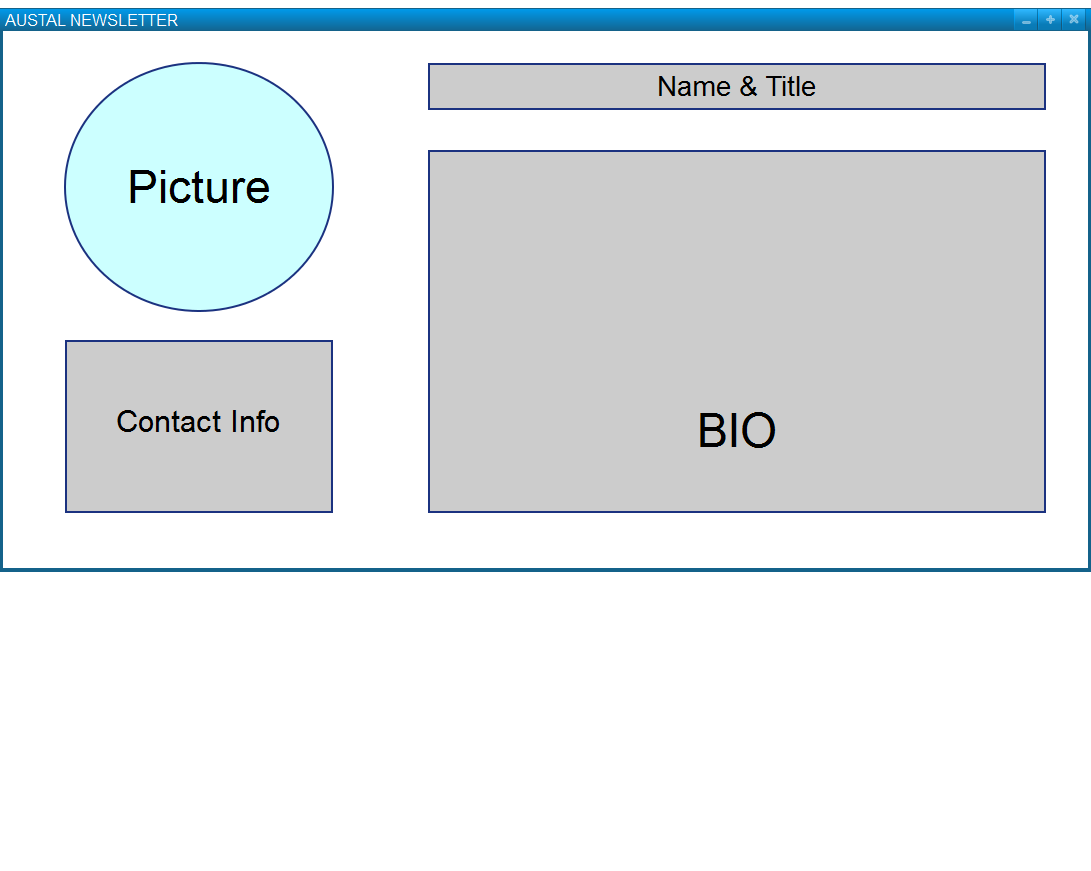 AUSTAL NEWSLETTER
Picture
Name & Title
Contact Info
BIO